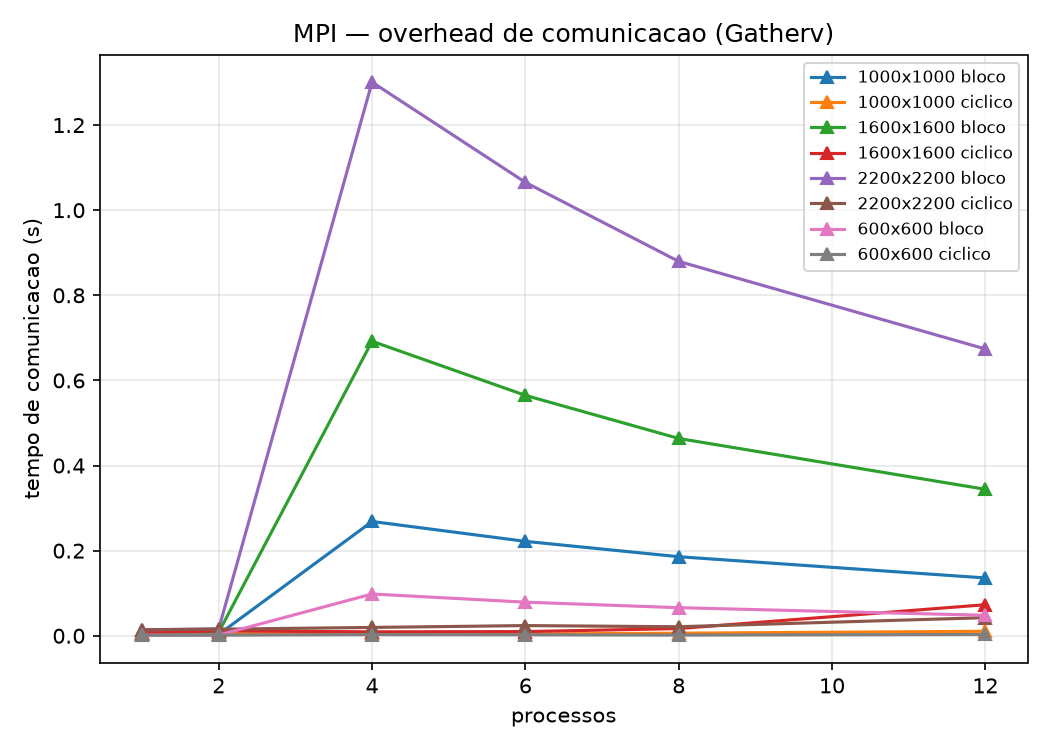 MPI — overhead de comunicacao (Gatherv)
1000x1000 bloco
1000x1000 ciclico
1600x1600 bloco
1600x1600 ciclico
2200x2200 bloco
2200x2200 ciclico
600x600 bloco
600x600 ciclico
tempo de comunicacao (s)
1.2
1.0
0.8
0.6
0.4
0.2
0.0
2 4 6 8 10 12
processos